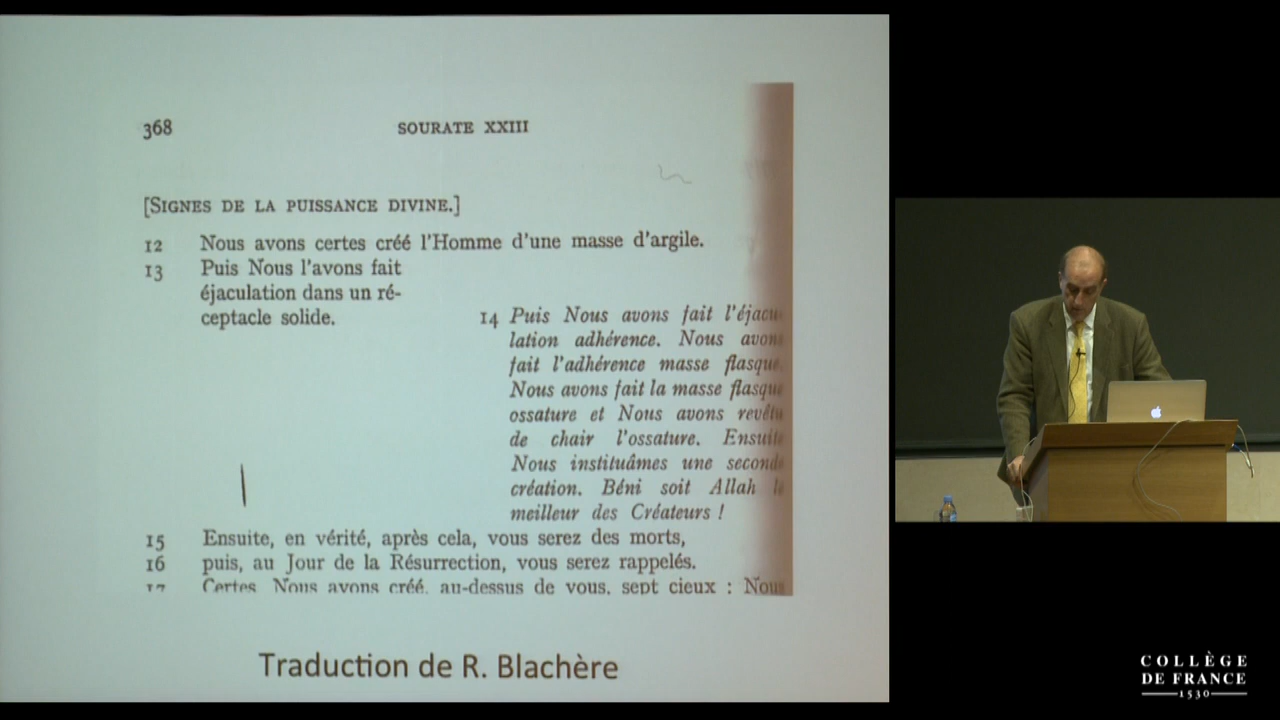 368 SOURATE XXIII
[SIGNES DE LA PUISSANCE DIVINE.]
12 Nous avons certes créé l'Homme d'une masse d'argile.
13 Puis Nous l'avons fait
éjaculation dans un ré-
ceptacle solide.
14 Puis Nous avons fait l'éjacu-
lation adhérence. Nous avons
fait l'adhérence masse flasque.
Nous avons fait la masse flasque
ossature et Nous avons revêtu
de chair l'ossature. Ensuite
Nous instituâmes une seconde
création. Béni soit Allah le
meilleur des Créateurs !
15 Ensuite, en vérité, après cela, vous serez des morts,
16 puis, au Jour de la Résurrection, vous serez rappelés.
17 Certes, Nous avons créé, au-dessus de vous, sept cieux : Nous
Traduction de R. Blachère
COLLÈGE
DE FRANCE
1530